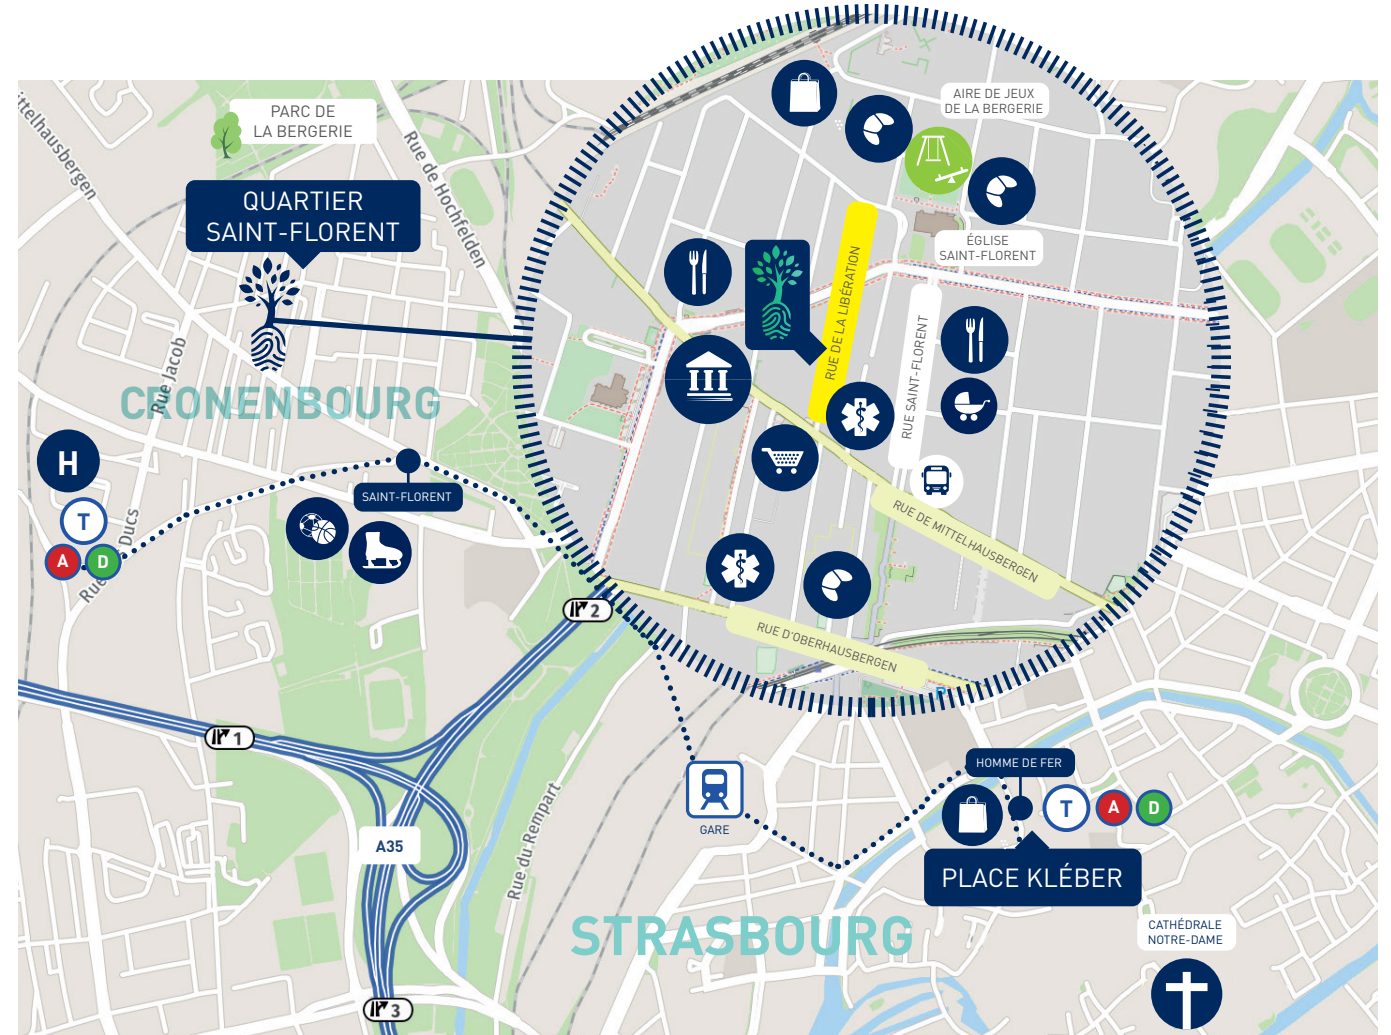 AIRE DE JEUX
DE LA BERGERIE
PARC DE
LA BERGERIE
Rue de Hochfelden
ittelhausbergen
QUARTIER
SAINT-FLORENT
ÉGLISE
SAINT-FLORENT
RUE DE LA LIBÉRATION
RUE SAINT-FLORENT
Rue Jacob
CRONENBOURG
H
T
A
D
Ducs
Rue
SAINT-FLORENT
RUE DE MITTELHAUSBERGEN
RUE D'OBERHAUSBERGEN
2
1
A35
3
Rue du Rempart
GARE
HOMME DE FER
T
A
D
PLACE KLÉBER
STRASBOURG
CATHÉDRALE
NOTRE-DAME